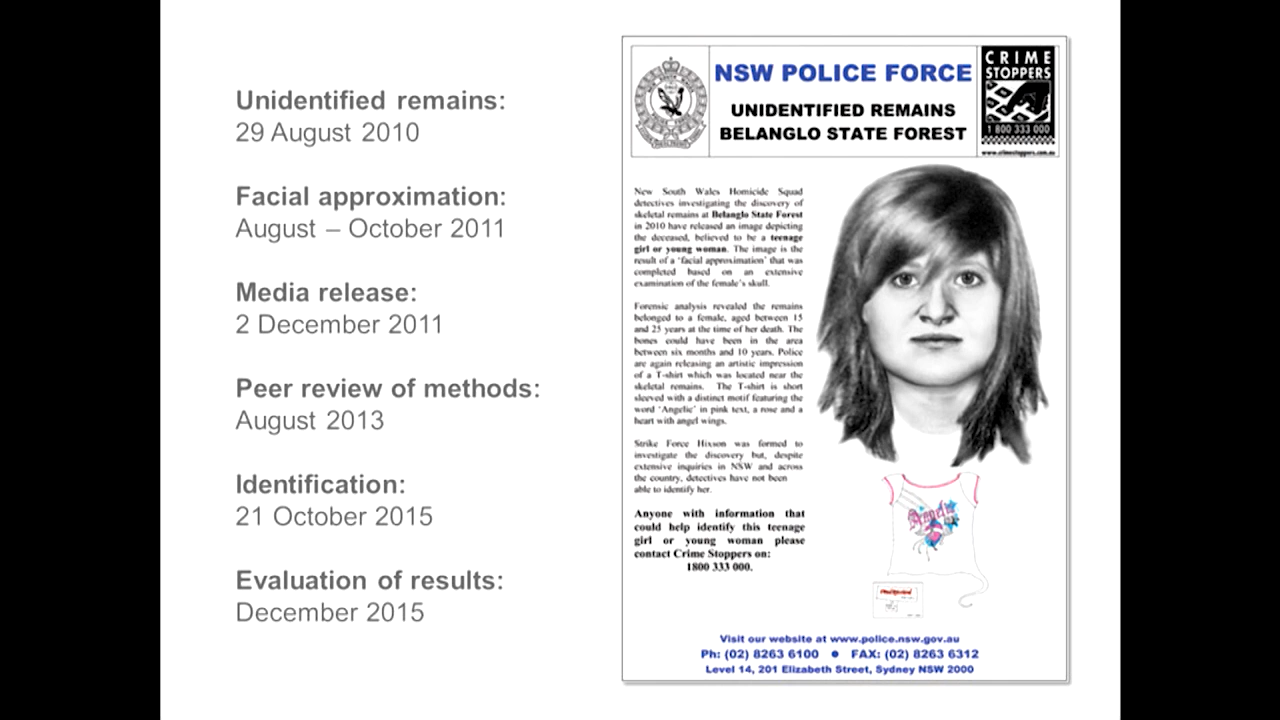 Unidentified remains:
29 August 2010
Facial approximation:
August – October 2011
Media release:
2 December 2011
Peer review of methods:
August 2013
Identification:
21 October 2015
Evaluation of results:
December 2015
NSW POLICE FORCE
UNIDENTIFIED REMAINS
BELANGLO STATE FOREST
CRIME
STOPPERS
1 800 333 000
www.crimestoppers.com.au
New South Wales Homicide Squad
detectives investigating the discovery of
skeletal remains at Belanglo State Forest
in 2010 have released an image depicting
the deceased, believed to be a teenage
girl or young woman. The image is the
result of a 'facial approximation' that was
completed based on an extensive
examination of the female's skull.
Forensic analysis revealed the remains
belonged to a female, aged between 15
and 25 years at the time of her death. The
bones could have been in the area
between six months and 10 years. Police
are again releasing an artistic impression
of a T-shirt which was located near the
skeletal remains. The T-shirt is short
sleeved with a distinct motif featuring the
word 'Angelic' in pink text, a rose and a
heart with angel wings.
Strike Force Hixson was formed to
investigate the discovery but, despite
extensive inquiries in NSW and across
the country, detectives have not been
able to identify her.
Anyone with information that
could help identify this teenage
girl or young woman please
contact Crime Stoppers on:
1800 333 000.
Angelic
Visit our website at www.police.nsw.gov.au
Ph: (02) 8263 6100 ● FAX: (02) 8263 6312
Level 14, 201 Elizabeth Street, Sydney NSW 2000